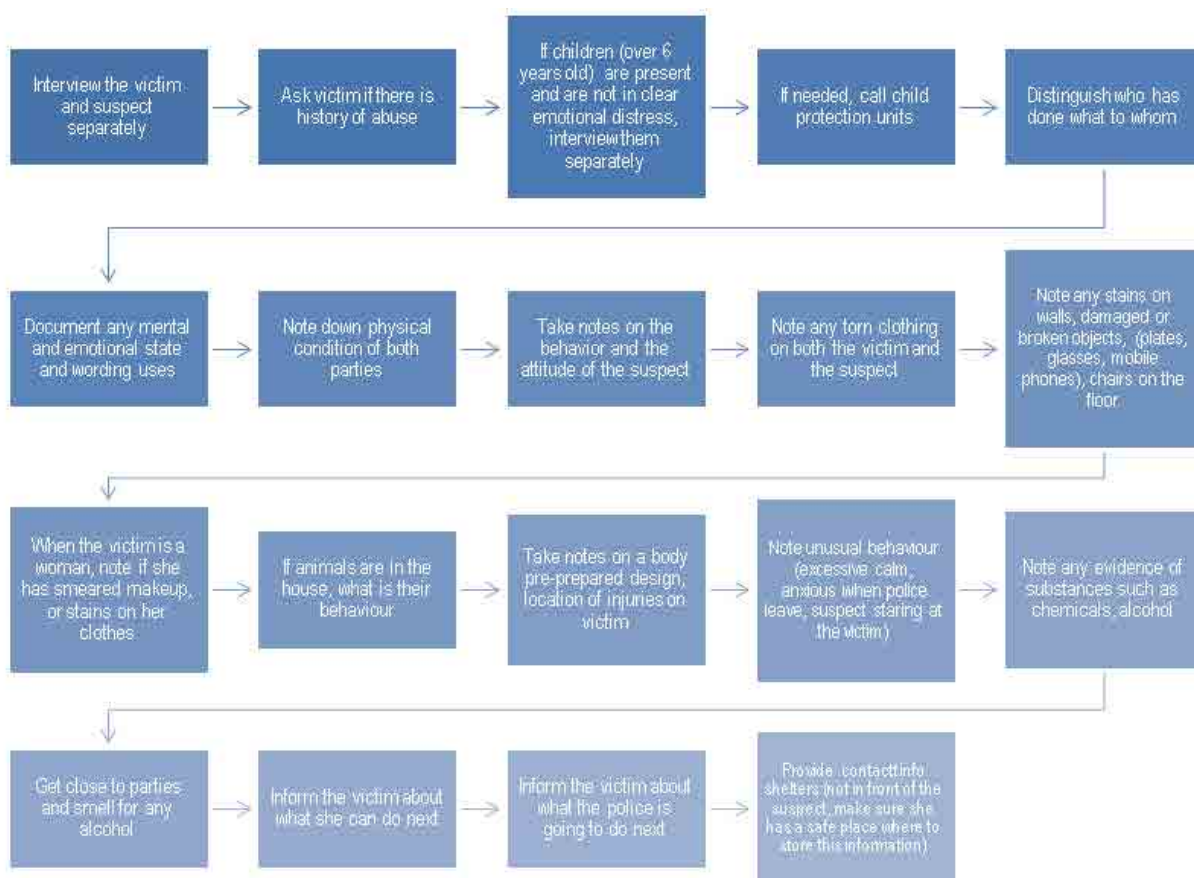 Interview the victim
and suspect
separately
Ask victim if there is
history of abuse
If children (over 6
years old) are present
and are not in clear
emotional distress,
interview them
separately
If needed, call child
protection units
Distinguish who has
done what to whom
Document any mental
and emotional state
and wording uses
Note down physical
condition of both
parties
Take notes on the
behavior and the
attitude of the suspect
Note any torn clothing
on both the victim and
the suspect
Note any stains on
walls, damaged or
broken objects, (plates,
glasses, mobile
phones), chairs on the
floor.
When the victim is a
woman, note if she
has smeared makeup,
or stains on her
clothes
If animals are in the
house, what is their
behaviour
Take notes on a body
pre-prepared design,
location of injuries on
victim
Note unusual behaviour
(excessive calm,
anxious when police
leave, suspect staring at
the victim)
Note any evidence of
substances such as
chemicals, alcohol
Get close to parties
and smell for any
alcohol
Inform the victim about
what she can do next
Inform the victim about
what the police is
going to do next
Provide contact info
shelters (not in front of the
suspect, make sure she
has a safe place where to
store this information)